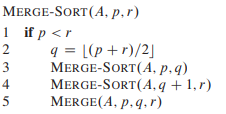 MERGE-SORT(A, p, r)
1 if p < r
2 q = ⌊(p + r)/2⌋
3 MERGE-SORT(A, p, q)
4 MERGE-SORT(A, q + 1, r)
5 MERGE(A, p, q, r)